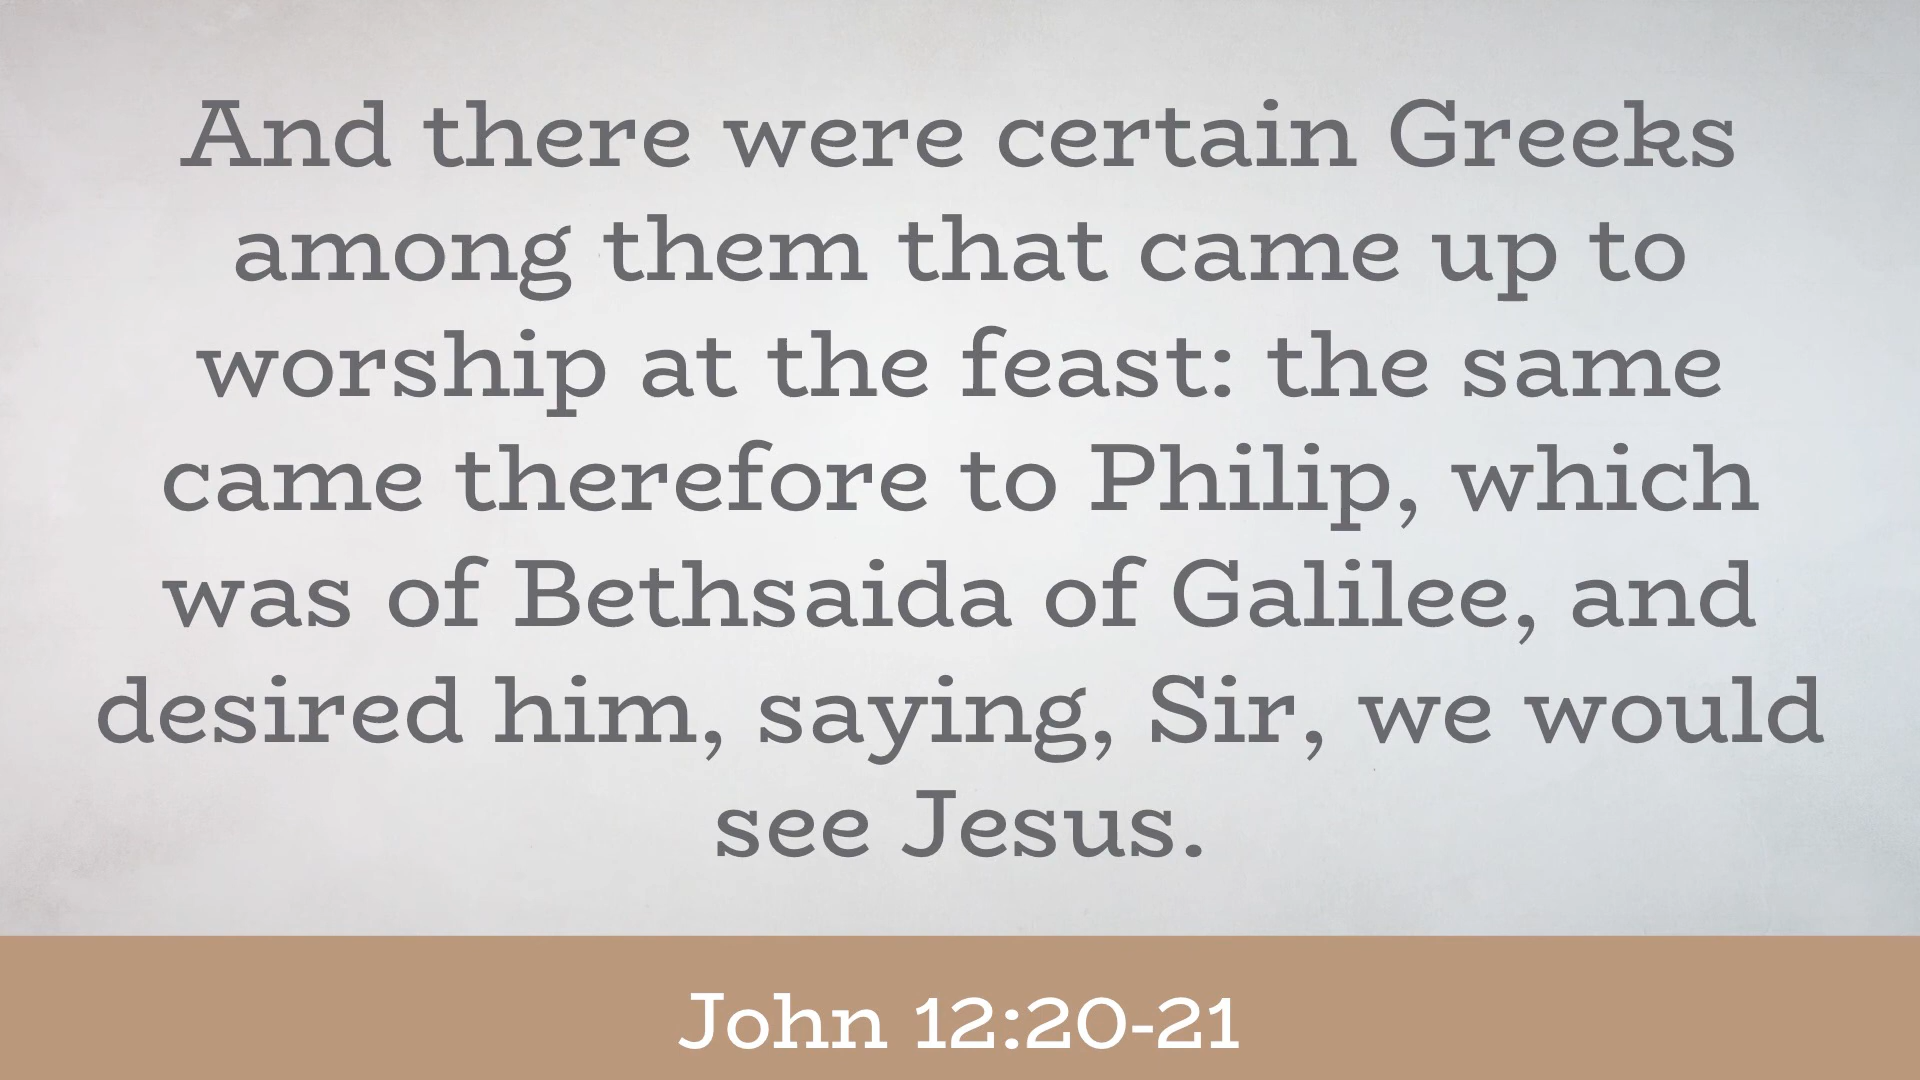 And there were certain Greeks
among them that came up to
worship at the feast: the same
came therefore to Philip, which
was of Bethsaida of Galilee, and
desired him, saying, Sir, we would
see Jesus.
John 12:20-21